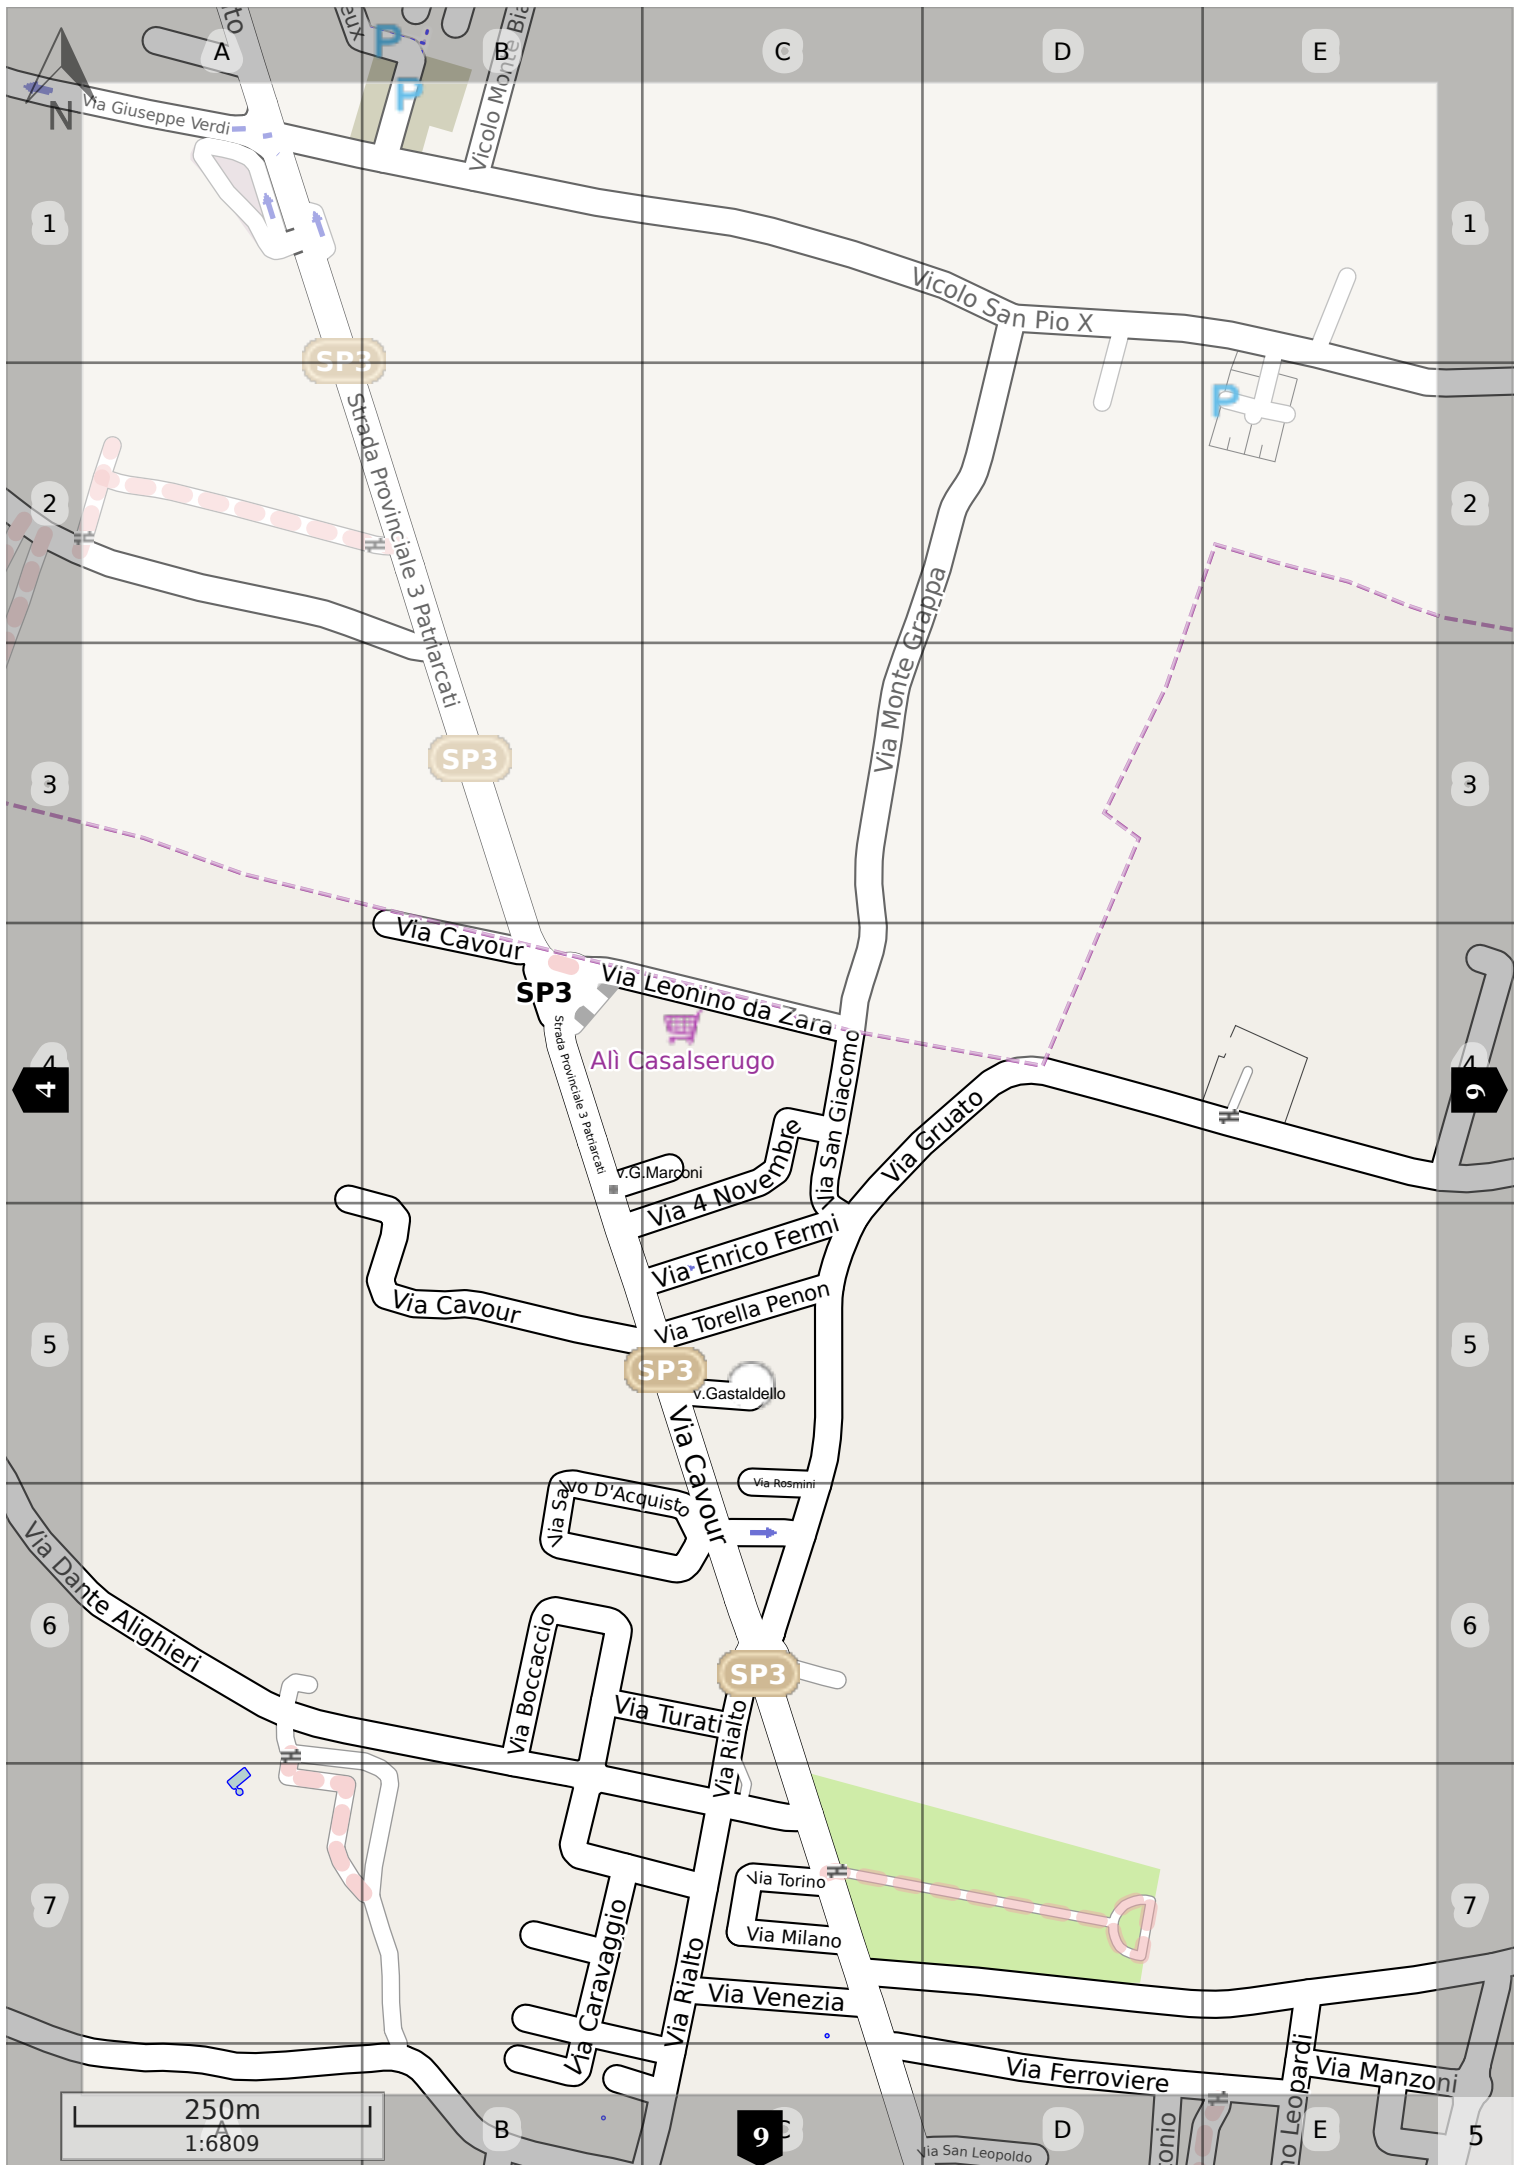 A
B
C
D
E
N
Via Giuseppe Verdi
P
P
1
1
Vicolo San Pio X
SP3
Strada Provinciale 3 Patriarcati
P
2
2
Via Monte Grappa
SP3
3
3
Via Cavour
SP3
Via Leonino da Zara
Strada Provinciale 3 Patriarcati
Alì Casalserugo
4
4
4
9
Via San Giacomo
Via Gruato
v.G.Marconi
Via 4 Novembre
Via Enrico Fermi
Via Torella Penon
Via Cavour
5
5
SP3
v.Gastaldello
Via Cavour
Via Rosmini
Via Salvo D'Acquisto
Via Dante Alighieri
6
6
Via Boccaccio
SP3
Via Turati
Via Rialto
7
7
Via Torino
Via Milano
Via Caravaggio
Via Rialto
Via Venezia
Via Ferroviere
Via Manzoni
250m
1:6809
A
B
9
C
D
E
5
Via San Leopoldo